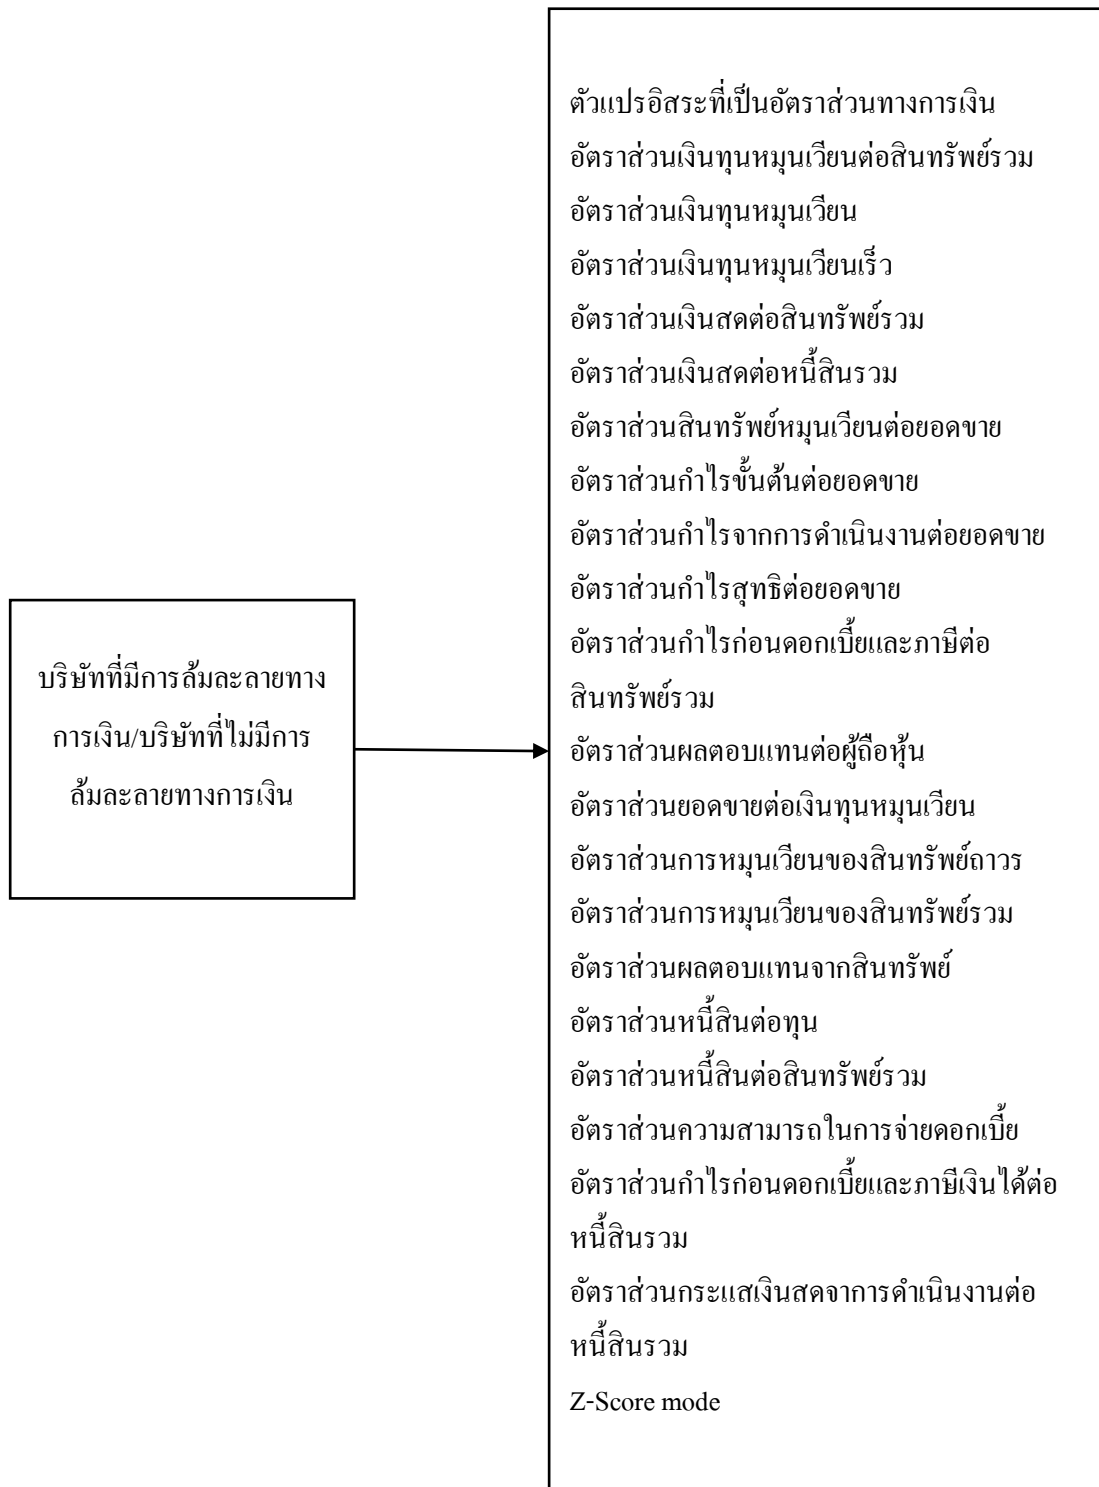 บริษัทที่มีการล้มละลายทาง
การเงิน/บริษัทที่ไม่มีการ
ล้มละลายทางการเงิน
ตัวแปรอิสระที่เป็นอัตราส่วนทางการเงิน
อัตราส่วนเงินทุนหมุนเวียนต่อสินทรัพย์รวม
อัตราส่วนเงินทุนหมุนเวียน
อัตราส่วนเงินทุนหมุนเวียนเร็ว
อัตราส่วนเงินสดต่อสินทรัพย์รวม
อัตราส่วนเงินสดต่อหนี้สินรวม
อัตราส่วนสินทรัพย์หมุนเวียนต่อยอดขาย
อัตราส่วนกำไรขั้นต้นต่อยอดขาย
อัตราส่วนกำไรจากการดำเนินงานต่อยอดขาย
อัตราส่วนกำไรสุทธิต่อยอดขาย
อัตราส่วนกำไรก่อนดอกเบี้ยและภาษีต่อ
สินทรัพย์รวม
อัตราส่วนผลตอบแทนต่อผู้ถือหุ้น
อัตราส่วนยอดขายต่อเงินทุนหมุนเวียน
อัตราส่วนการหมุนเวียนของสินทรัพย์ถาวร
อัตราส่วนการหมุนเวียนของสินทรัพย์รวม
อัตราส่วนผลตอบแทนจากสินทรัพย์
อัตราส่วนหนี้สินต่อทุน
อัตราส่วนหนี้สินต่อสินทรัพย์รวม
อัตราส่วนความสามารถในการจ่ายดอกเบี้ย
อัตราส่วนกำไรก่อนดอกเบี้ยและภาษีเงินได้ต่อ
หนี้สินรวม
อัตราส่วนกระแสเงินสดจาการดำเนินงานต่อ
หนี้สินรวม
Z-Score mode